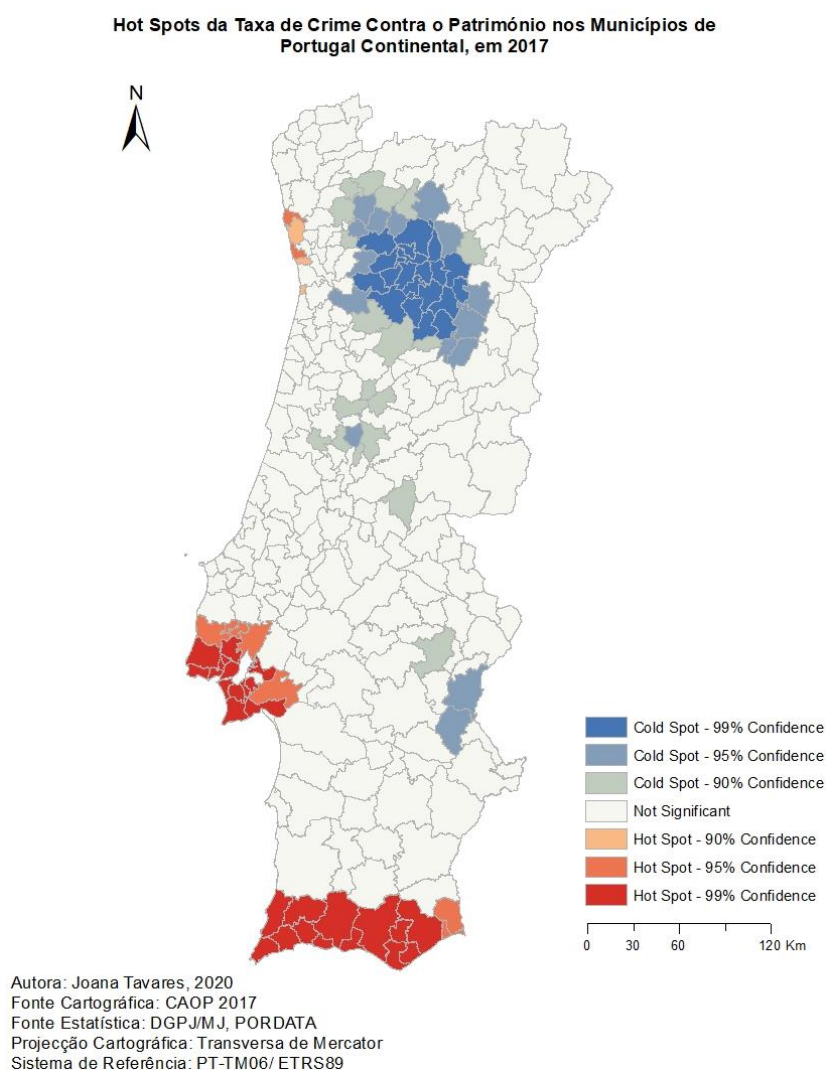 Hot Spots da Taxa de Crime Contra o Património nos Municípios de
Portugal Continental, em 2017
N
Cold Spot - 99% Confidence
Cold Spot - 95% Confidence
Cold Spot - 90% Confidence
Not Significant
Hot Spot - 90% Confidence
Hot Spot - 95% Confidence
Hot Spot - 99% Confidence
0 30 60 120 Km
Autora: Joana Tavares, 2020
Fonte Cartográfica: CAOP 2017
Fonte Estatística: DGPJ/MJ, PORDATA
Projecção Cartográfica: Transversa de Mercator
Sistema de Referência: PT-TM06/ ETRS89